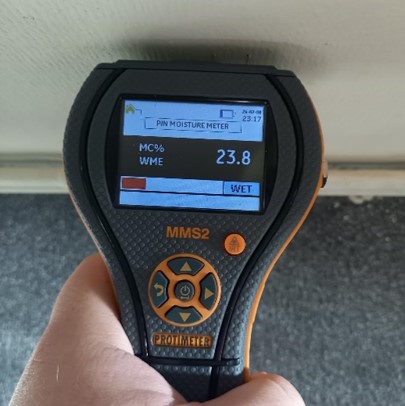 23:17
PIN MOISTURE METER
MC%
WME
23.8
WET
MMS2
PROTIMETER